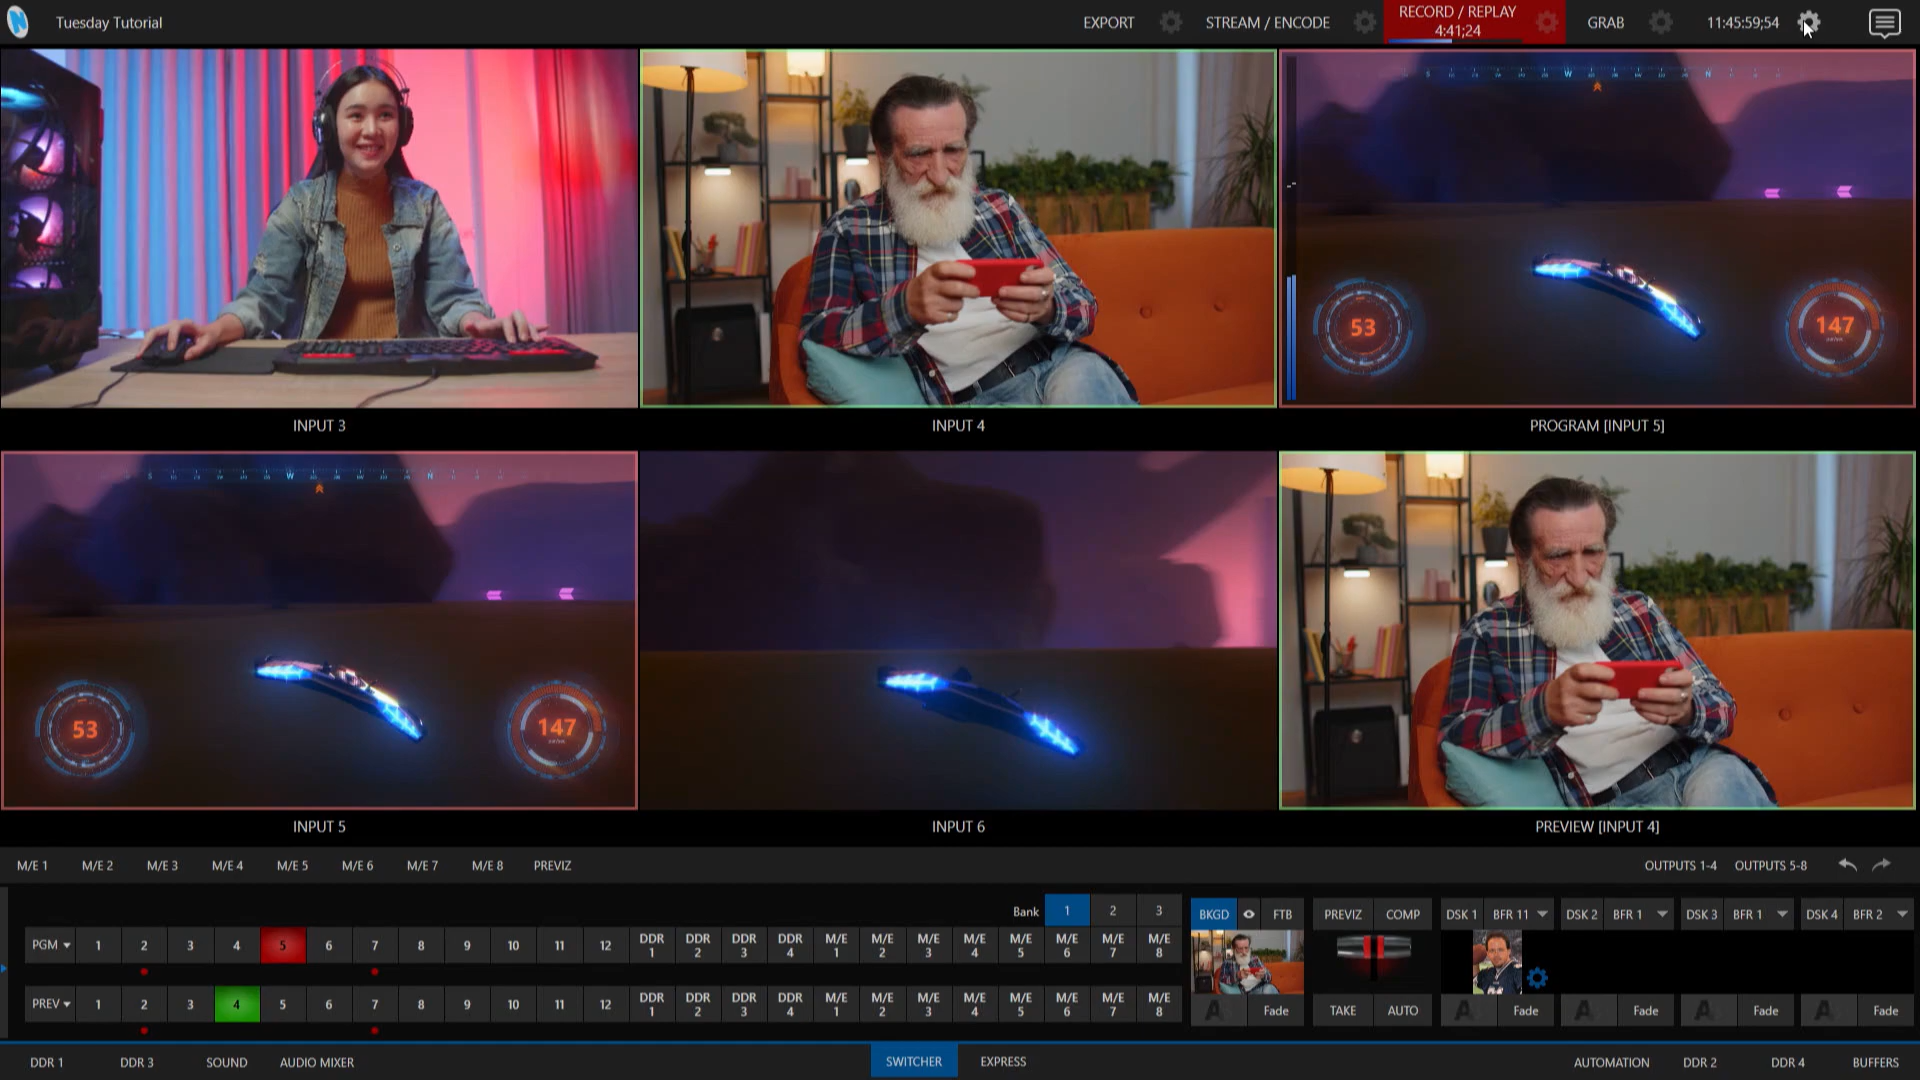 Tuesday Tutorial
EXPORT
STREAM / ENCODE
RECORD / REPLAY
4:41;24
GRAB
11:45:59;54
S W N
53
147
INPUT 3
INPUT 4
PROGRAM [INPUT 5]
S W N
53
147
INPUT 5
INPUT 6
PREVIEW [INPUT 4]
M/E 1 M/E 2 M/E 3 M/E 4 M/E 5 M/E 6 M/E 7 M/E 8 PREVIZ
OUTPUTS 1-4 OUTPUTS 5-8
Bank 1 2 3
BKGD FTB
PREVIZ COMP
DSK 1 BFR 11
DSK 2 BFR 1
DSK 3 BFR 1
DSK 4 BFR 2
PGM 1 2 3 4 5 6 7 8 9 10 11 12 DDR 1 DDR 2 DDR 3 DDR 4 M/E 1 M/E 2 M/E 3 M/E 4 M/E 5 M/E 6 M/E 7 M/E 8
PREV 1 2 3 4 5 6 7 8 9 10 11 12 DDR 1 DDR 2 DDR 3 DDR 4 M/E 1 M/E 2 M/E 3 M/E 4 M/E 5 M/E 6 M/E 7 M/E 8
Fade
TAKE AUTO
Fade
Fade
Fade
Fade
DDR 1 DDR 3 SOUND AUDIO MIXER
SWITCHER EXPRESS
AUTOMATION DDR 2 DDR 4 BUFFERS